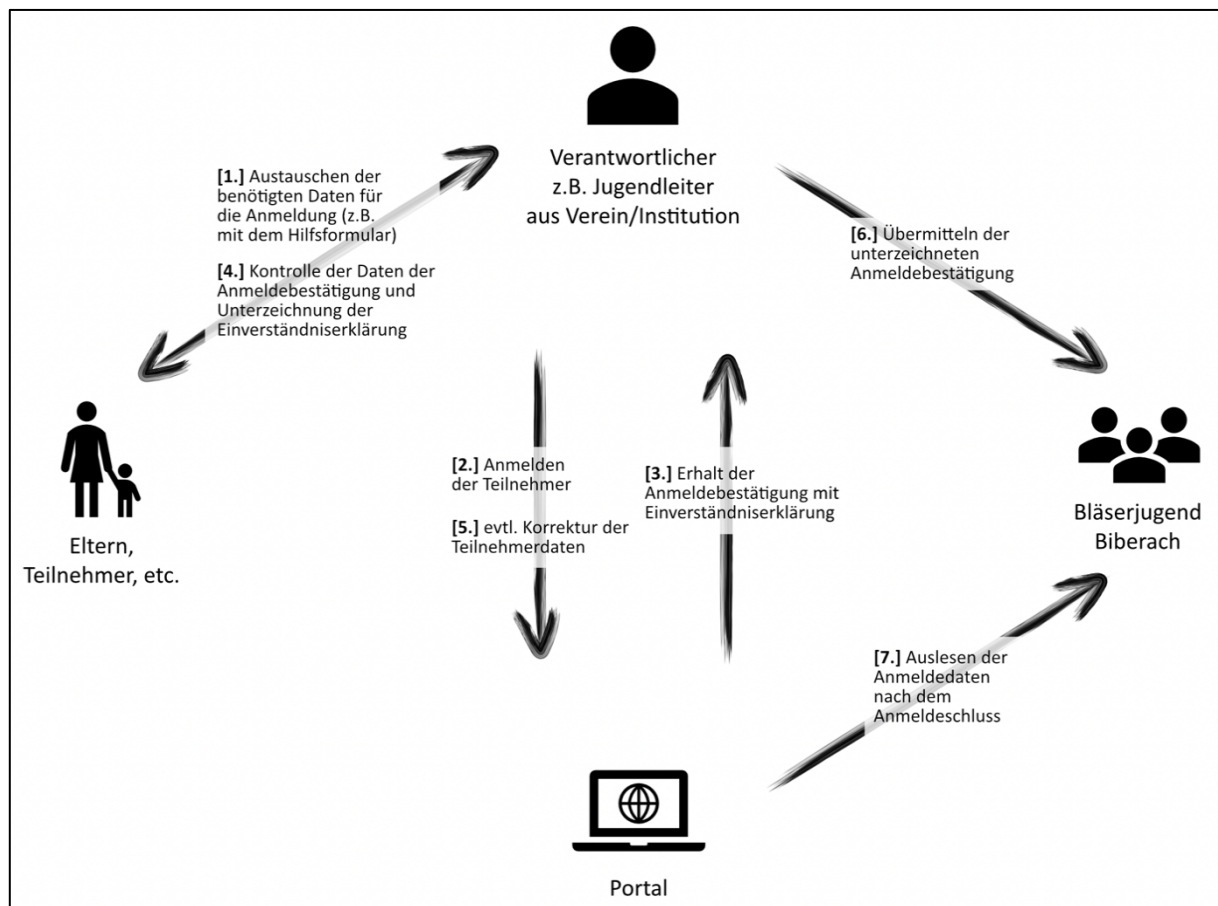 Verantwortlicher
z.B. Jugendleiter
aus Verein/Institution
[1.] Austauschen der
benötigten Daten für
die Anmeldung (z.B.
mit dem Hilfsformular)
[4.] Kontrolle der Daten der
Anmeldebestätigung und
Unterzeichnung der
Einverständniserklärung
[6.] Übermitteln der
unterzeichneten
Anmeldebestätigung
Eltern,
Teilnehmer, etc.
[2.] Anmelden
der Teilnehmer
[5.] evtl. Korrektur der
Teilnehmerdaten
[3.] Erhalt der
Anmeldebestätigung mit
Einverständniserklärung
Bläserjugend
Biberach
[7.] Auslesen der
Anmeldedaten
nach dem
Anmeldeschluss
Portal